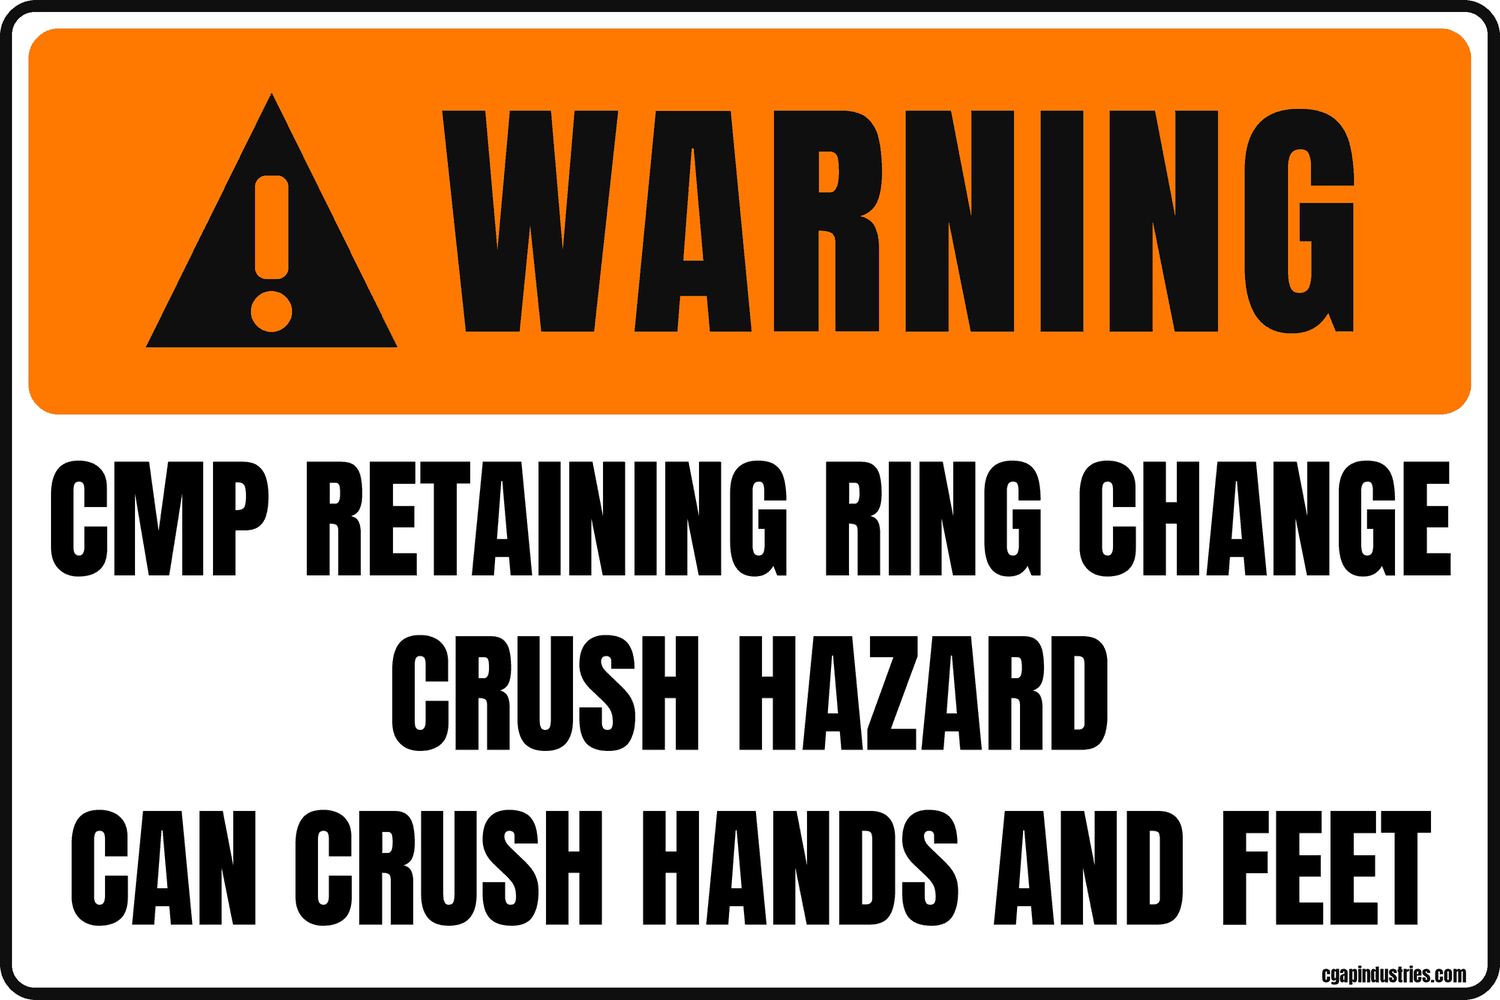 WARNING
CMP RETAINING RING CHANGE
CRUSH HAZARD
CAN CRUSH HANDS AND FEET
cgapindustries.com